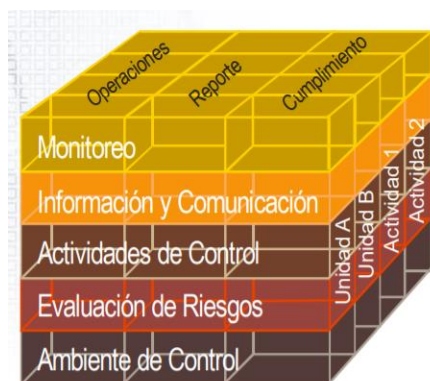 Operaciones
Reporte
Cumplimiento
Monitoreo
Información y Comunicación
Actividades de Control
Evaluación de Riesgos
Ambiente de Control
Unidad A
Unidad B
Actividad 1
Actividad 2